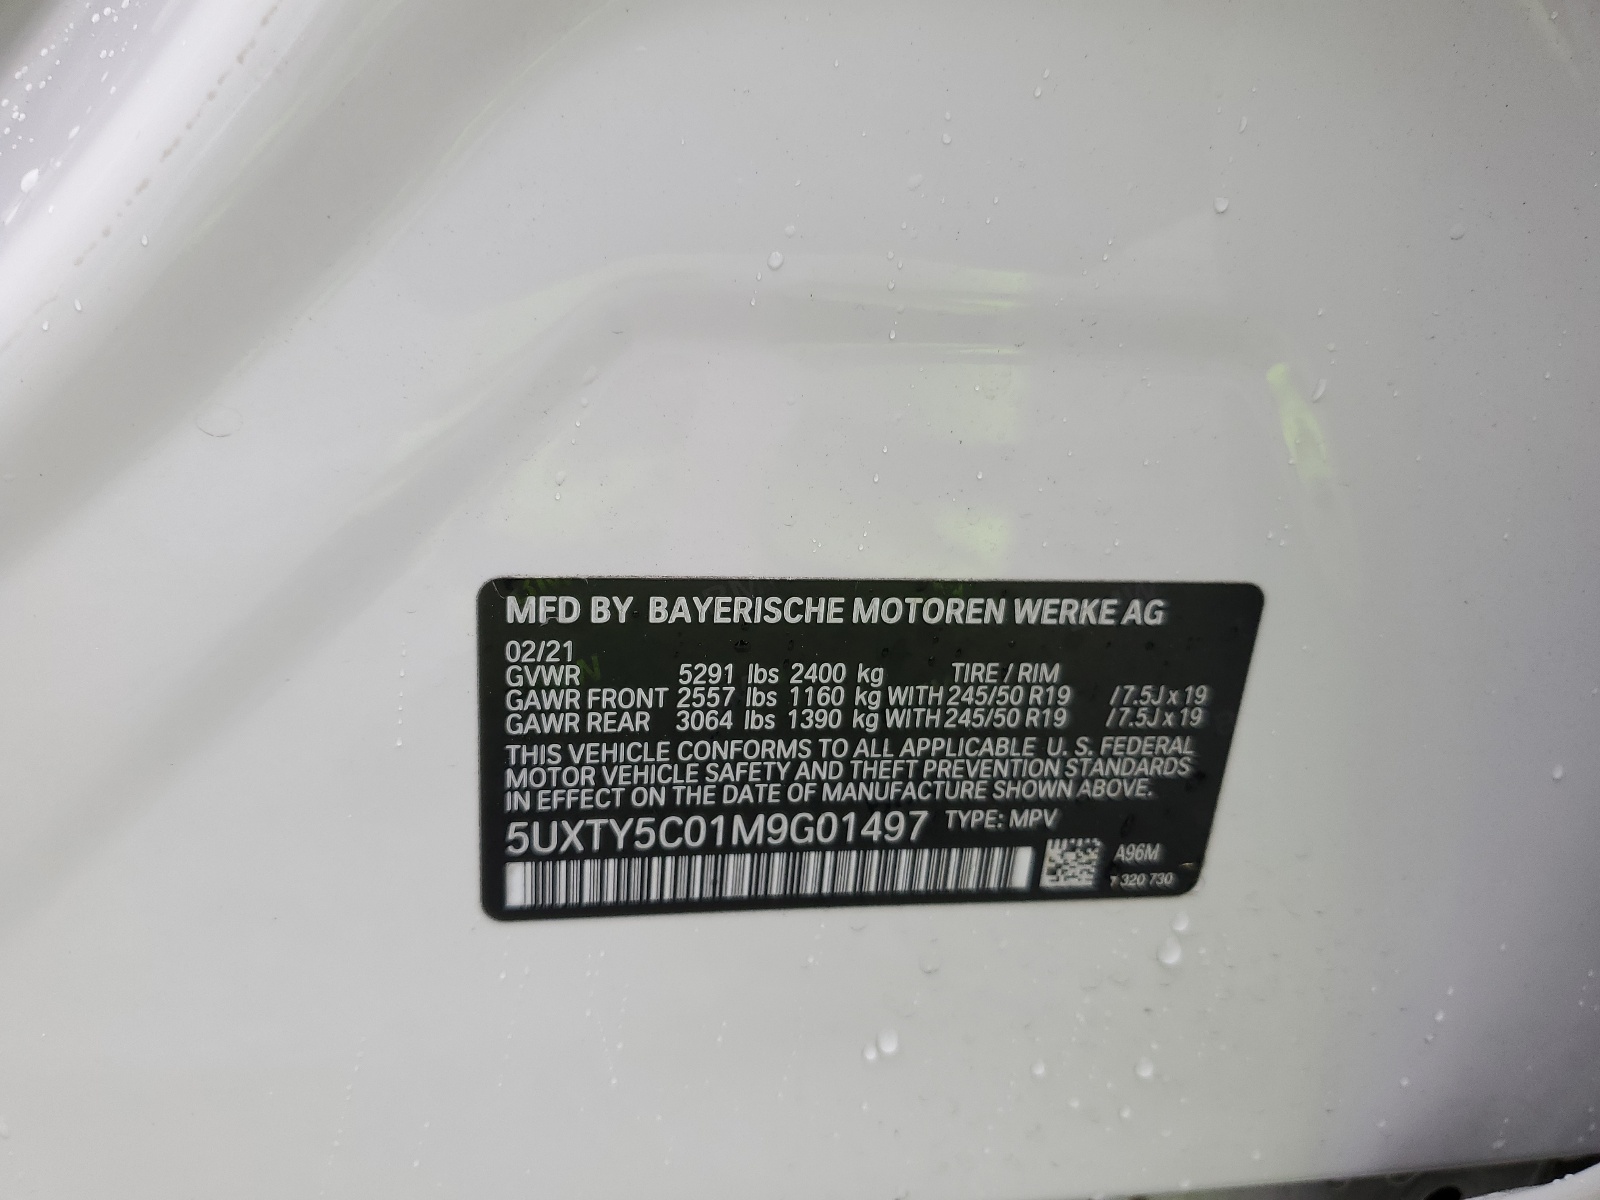 MFD BY BAYERISCHE MOTOREN WERKE AG
02/21
GVWR 5291 lbs 2400 kg TIRE / RIM
GAWR FRONT 2557 lbs 1160 kg WITH 245/50 R19 / 7.5J x 19
GAWR REAR 3064 lbs 1390 kg WITH 245/50 R19 / 7.5J x 19
THIS VEHICLE CONFORMS TO ALL APPLICABLE U. S. FEDERAL
MOTOR VEHICLE SAFETY AND THEFT PREVENTION STANDARDS
IN EFFECT ON THE DATE OF MANUFACTURE SHOWN ABOVE.
5UXTY5C01M9G01497 TYPE: MPV
A96M
7 320 730